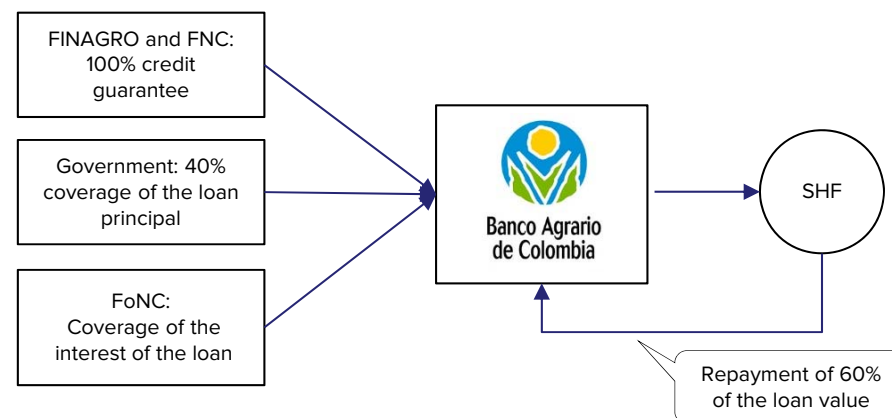 FINAGRO and FNC:
100% credit
guarantee
Government: 40%
coverage of the loan
principal
FoNC:
Coverage of the
interest of the loan
Banco Agrario
de Colombia
SHF
Repayment of 60%
of the loan value